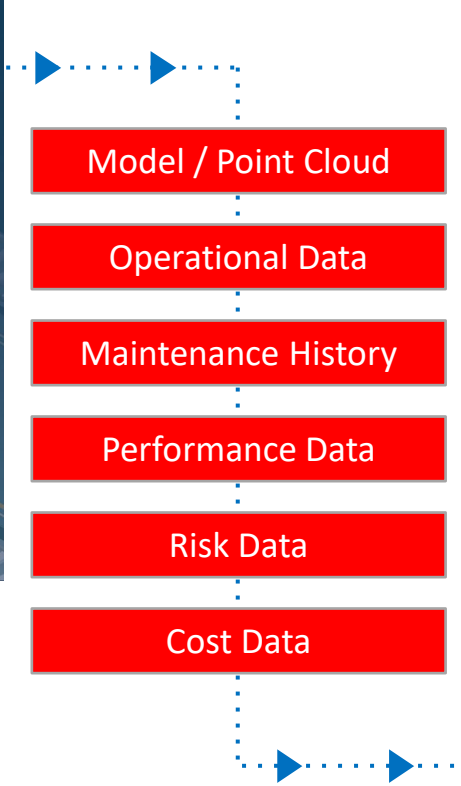 Model / Point Cloud
Operational Data
Maintenance History
Performance Data
Risk Data
Cost Data